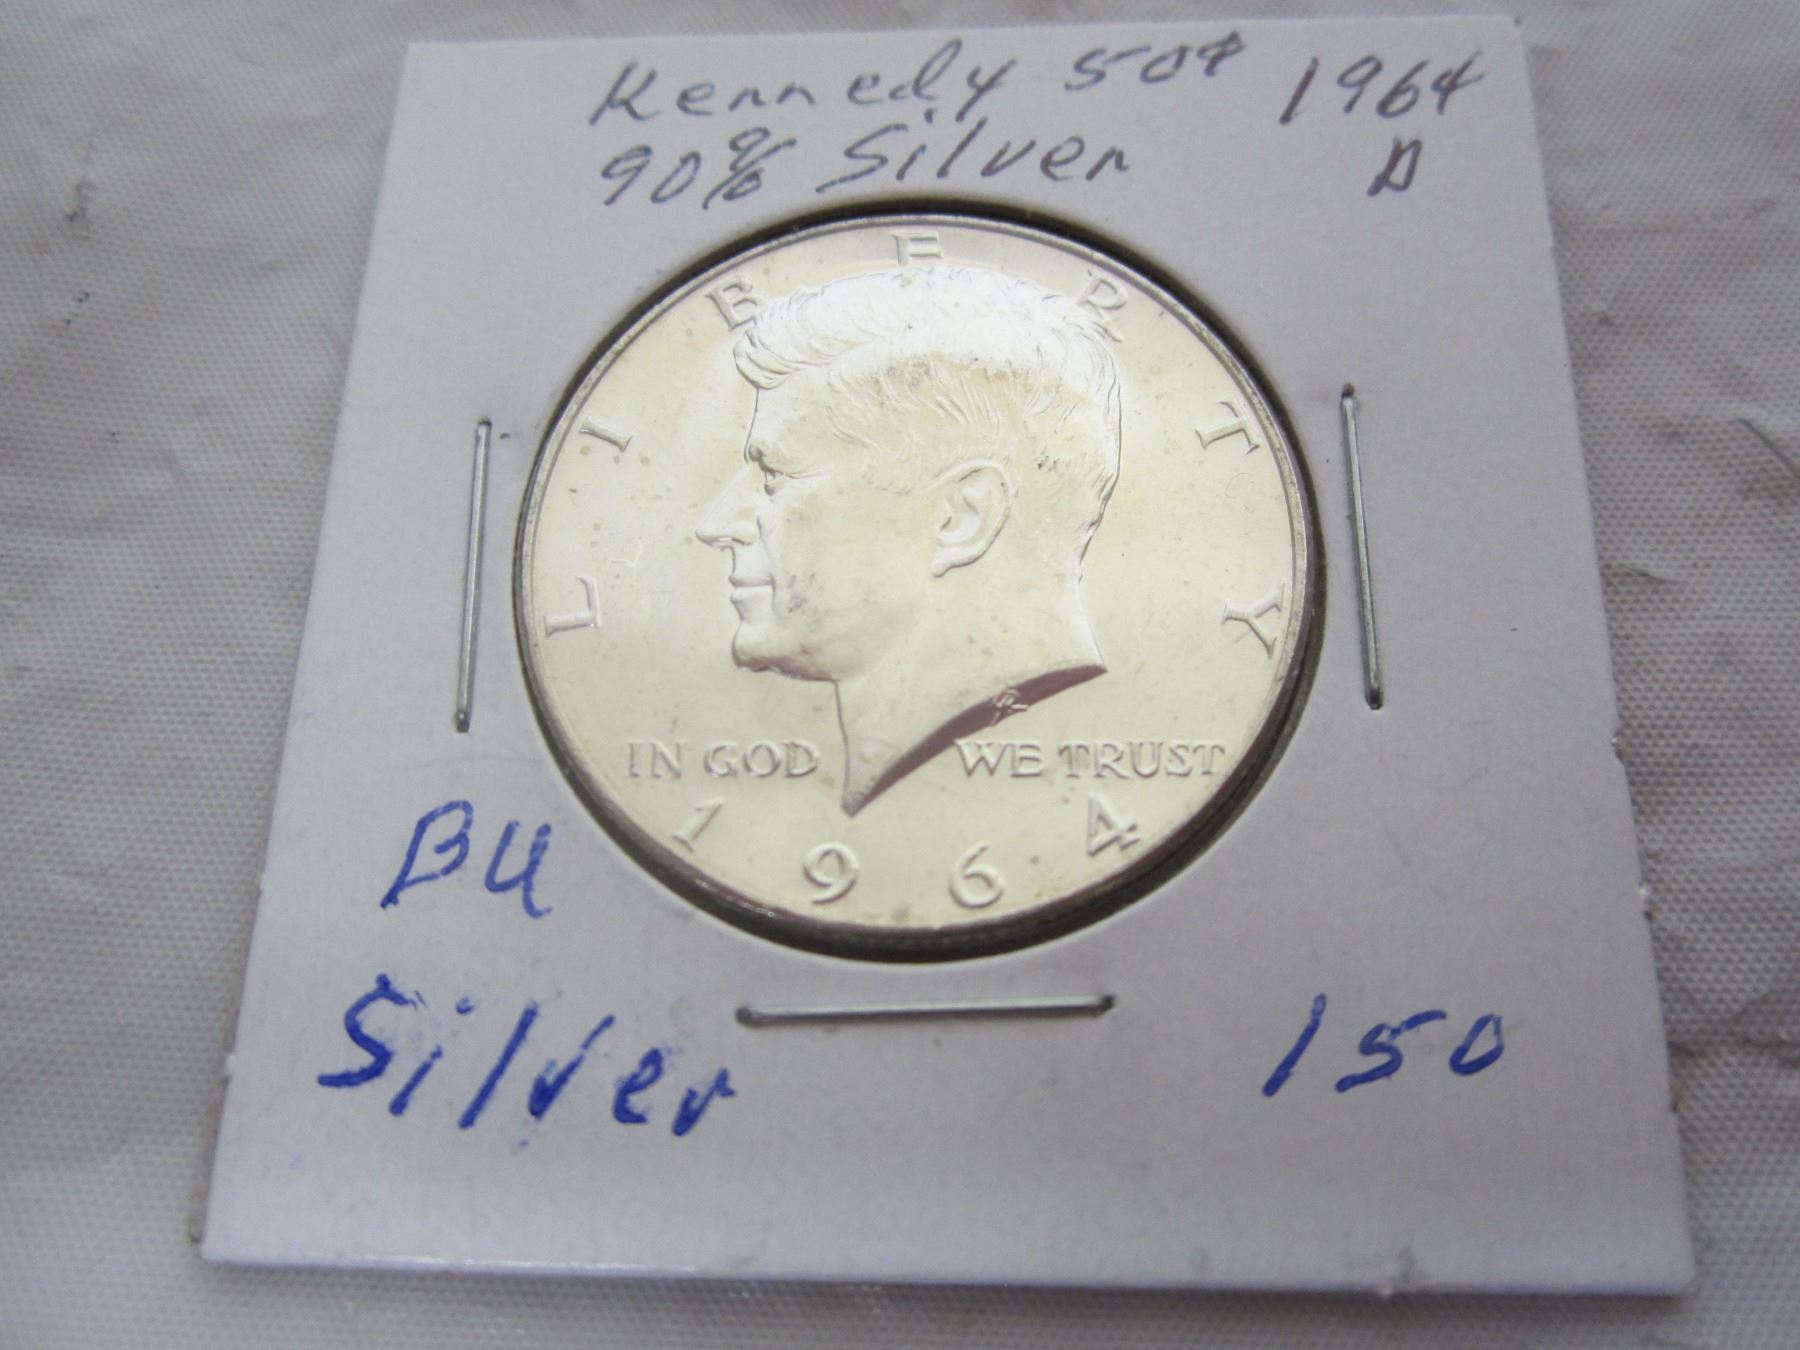 Kennedy 50¢ 1964
90% Silver D
LIBERTY
IN GOD WE TRUST
1964
BU
Silver 150